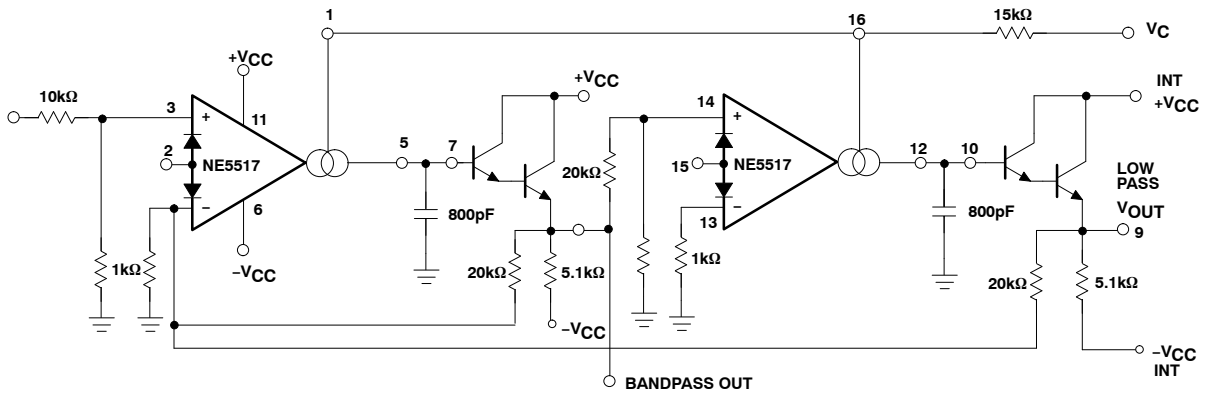 1
16
15kΩ
VC
+VCC
10kΩ
3
+
11
2
NE5517
−
6
−VCC
1kΩ
5
7
800pF
+VCC
20kΩ
20kΩ
5.1kΩ
−VCC
BANDPASS OUT
14
+
15
NE5517
−
13
1kΩ
12
10
800pF
INT
+VCC
LOW
PASS
VOUT
9
20kΩ
5.1kΩ
−VCC
INT